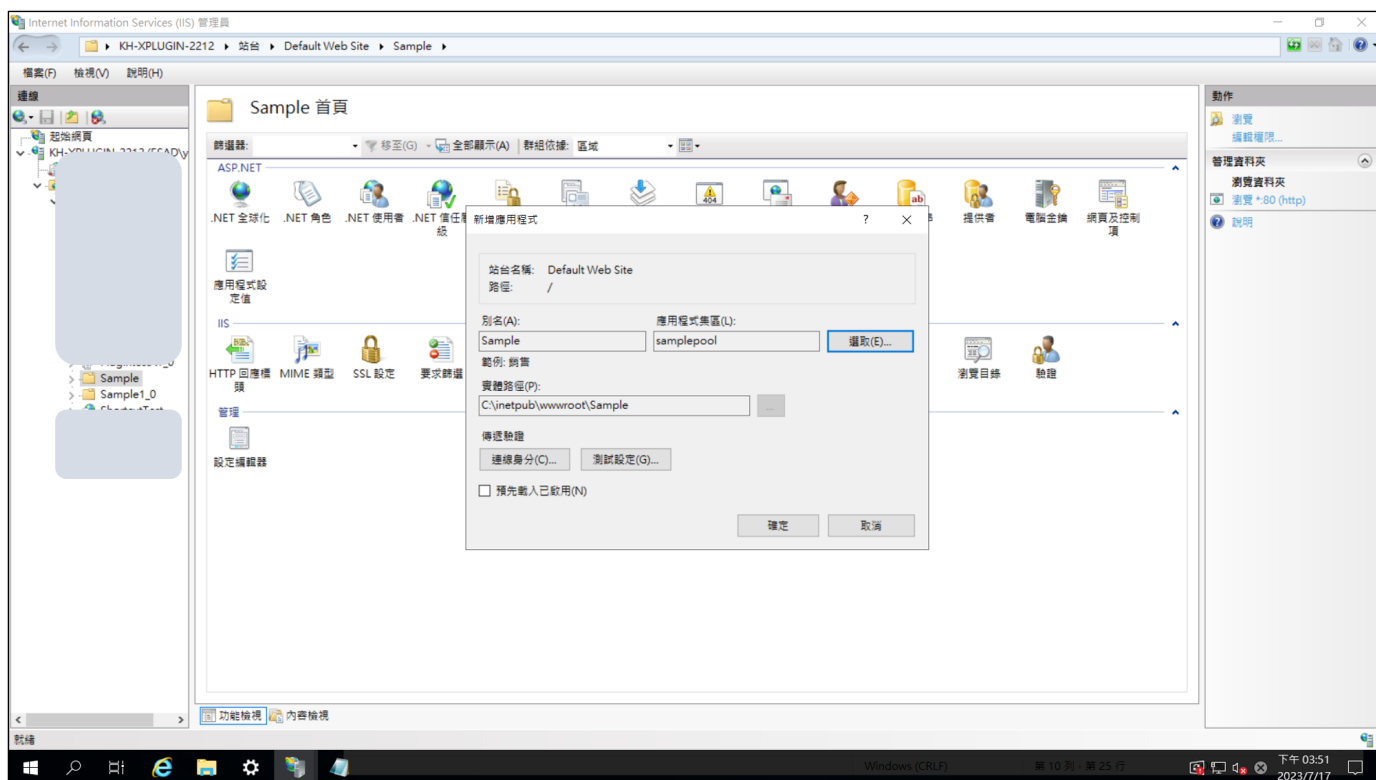 Internet Information Services (IIS) 管理員
KH-XPLUGIN-2212 站台 Default Web Site Sample
檔案(F) 檢視(V) 說明(H)
連線
起始網頁
Sample
Sample1_0
Sample 首頁
篩選器: 移至(G) 全部顯示(A) 群組依據: 區域
ASP.NET
404
ab
.NET 全球化 .NET 角色 .NET 使用者 .NET 信任
級
提供者 電腦金鑰 網頁及控制
項
應用程式設
定值
IIS
HTTP 回應標
頭
MIME 類型 SSL 設定 要求篩選
瀏覽目錄 驗證
管理
設定編輯器
新增應用程式
站台名稱: Default Web Site
路徑: /
別名(A): 應用程式集區(L):
Sample samplepool 選取(E)...
範例: 銷售
實體路徑(P):
C:\inetpub\wwwroot\Sample ...
傳遞驗證
連線身分(C)... 測試設定(G)...
預先載入已啟用(N)
確定 取消
動作
瀏覽
編輯權限...
管理資料夾
瀏覽資料夾
瀏覽 *:80 (http)
說明
功能檢視 內容檢視
就緒
Windows (CRLF) 第 10 列，第 25 行
下午 03:51
2023/7/17